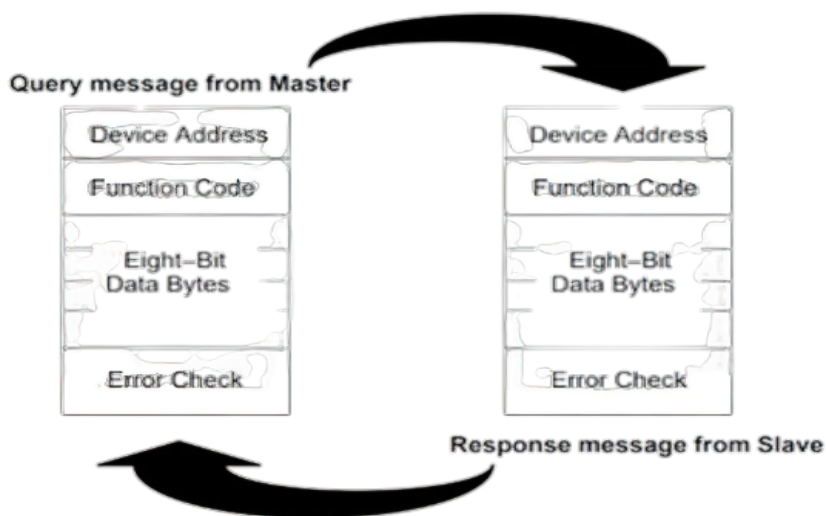 Query message from Master
Device Address
Function Code
Eight–Bit
Data Bytes
Error Check
Device Address
Function Code
Eight–Bit
Data Bytes
Error Check
Response message from Slave